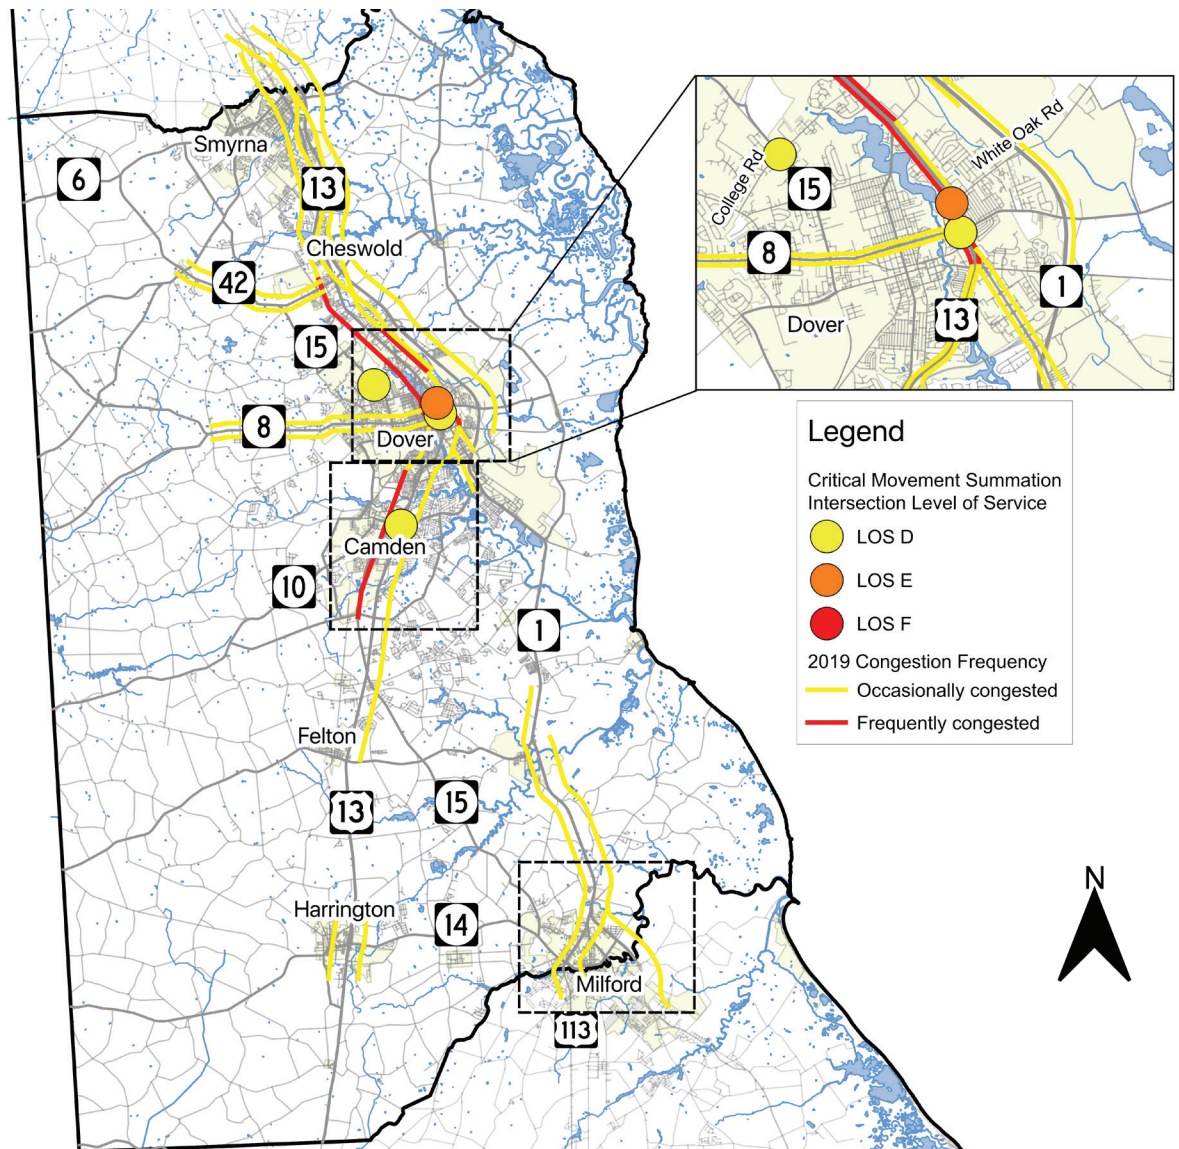 Smyrna
6
13
Cheswold
42
15
8
Dover
Camden
10
1
Felton
13
15
Harrington
14
Milford
113
White Oak Rd
College Rd
15
8
1
13
Dover
Legend
Critical Movement Summation
Intersection Level of Service
LOS D
LOS E
LOS F
2019 Congestion Frequency
Occasionally congested
Frequently congested
N